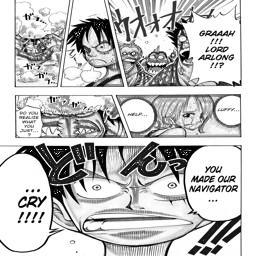 GRAAAH
!!!
LORD
ARLONG
!!?
LUFFY...
HELP...
DO YOU
REALIZE
WHAT YOU
JUST...
?
YOU MADE
OUR
NAVIGATOR
...
...
CRY
!!!!